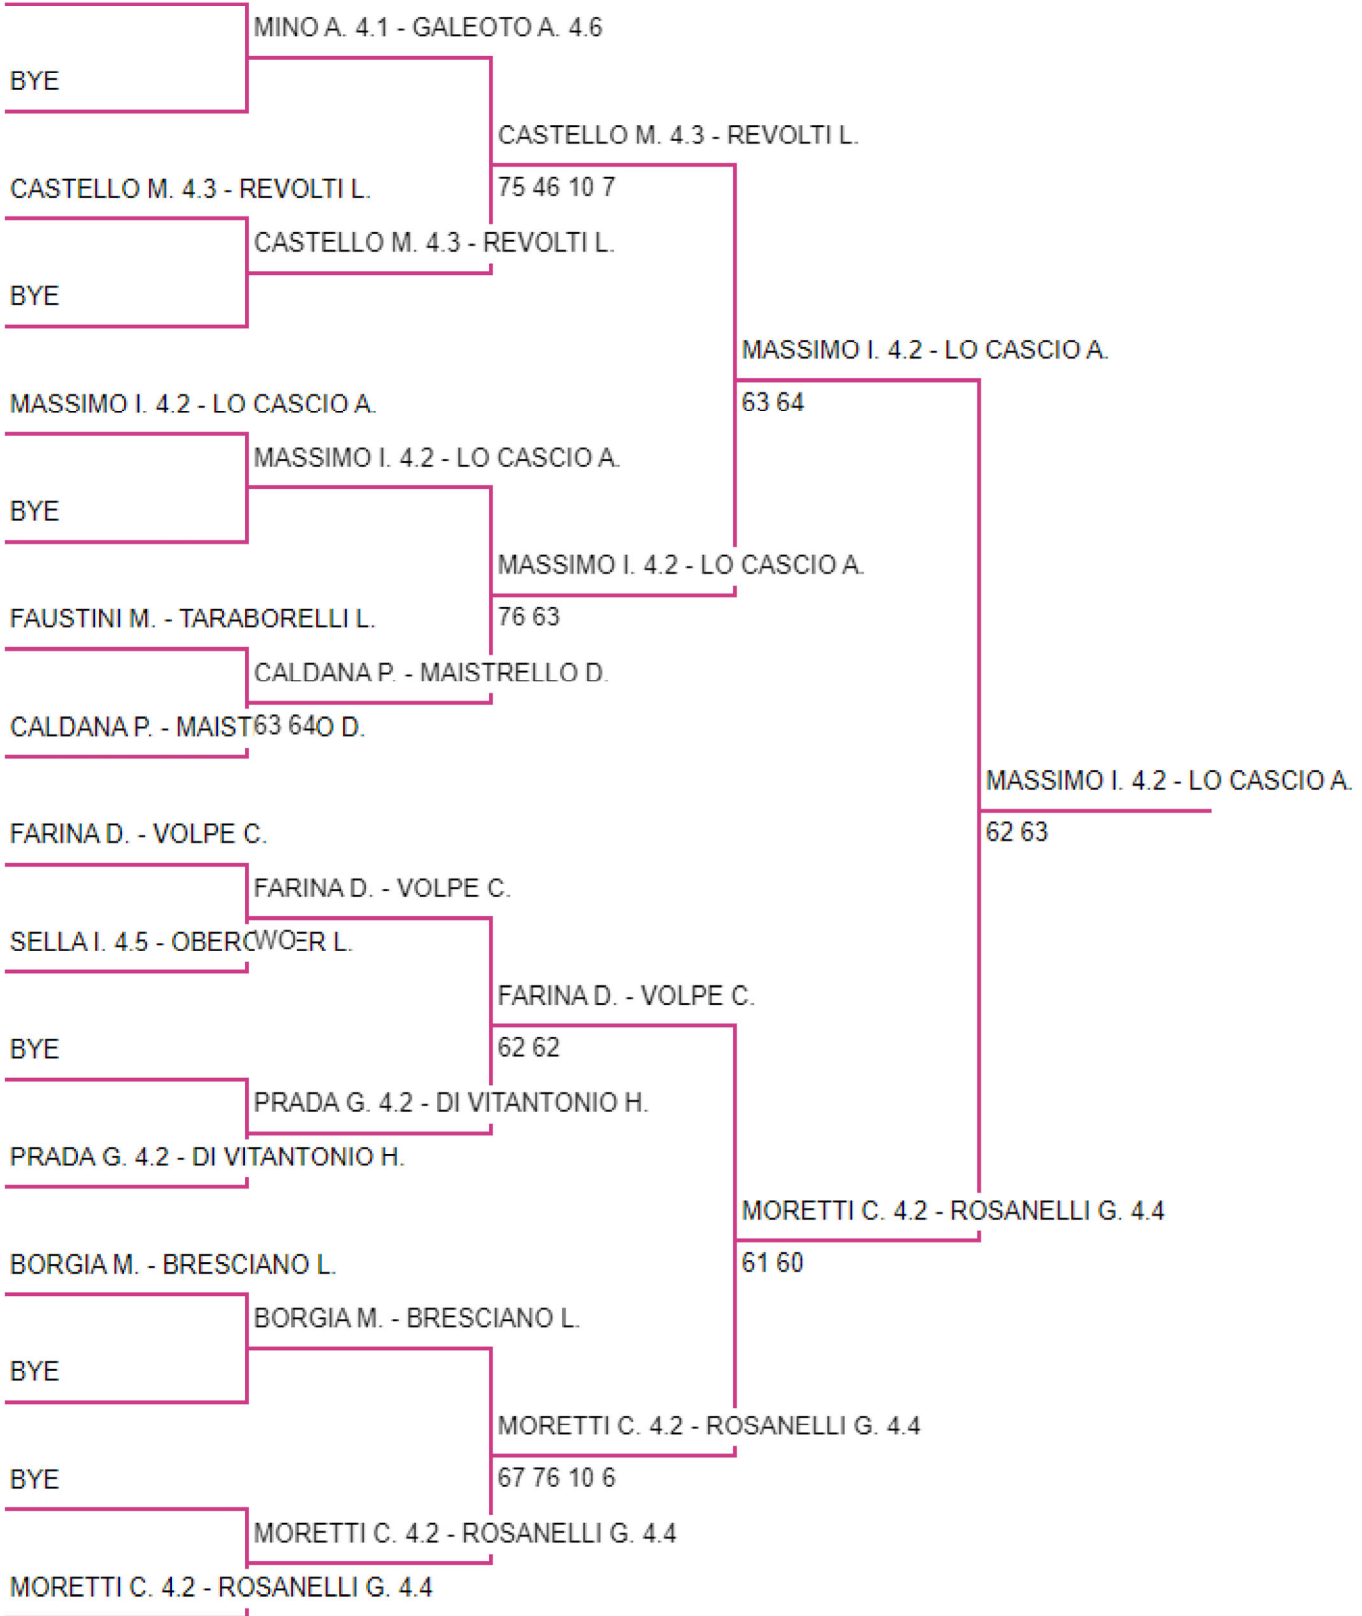 MINO A. 4.1 - GALEOTO A. 4.6
BYE
CASTELLO M. 4.3 - REVOLTI L.
CASTELLO M. 4.3 - REVOLTI L.
75 46 10 7
CASTELLO M. 4.3 - REVOLTI L.
BYE
MASSIMO I. 4.2 - LO CASCIO A.
MASSIMO I. 4.2 - LO CASCIO A.
63 64
MASSIMO I. 4.2 - LO CASCIO A.
BYE
MASSIMO I. 4.2 - LO CASCIO A.
FAUSTINI M. - TARABORELLI L.
76 63
CALDANA P. - MAISTRELLO D.
CALDANA P. - MAIST O D.
63 64
MASSIMO I. 4.2 - LO CASCIO A.
FARINA D. - VOLPE C.
62 63
FARINA D. - VOLPE C.
SELLA I. 4.5 - OBER ER L.
WO
FARINA D. - VOLPE C.
BYE
62 62
PRADA G. 4.2 - DI VITANTONIO H.
PRADA G. 4.2 - DI VITANTONIO H.
MORETTI C. 4.2 - ROSANELLI G. 4.4
BORGIA M. - BRESCIANO L.
61 60
BORGIA M. - BRESCIANO L.
BYE
MORETTI C. 4.2 - ROSANELLI G. 4.4
BYE
67 76 10 6
MORETTI C. 4.2 - ROSANELLI G. 4.4
MORETTI C. 4.2 - ROSANELLI G. 4.4